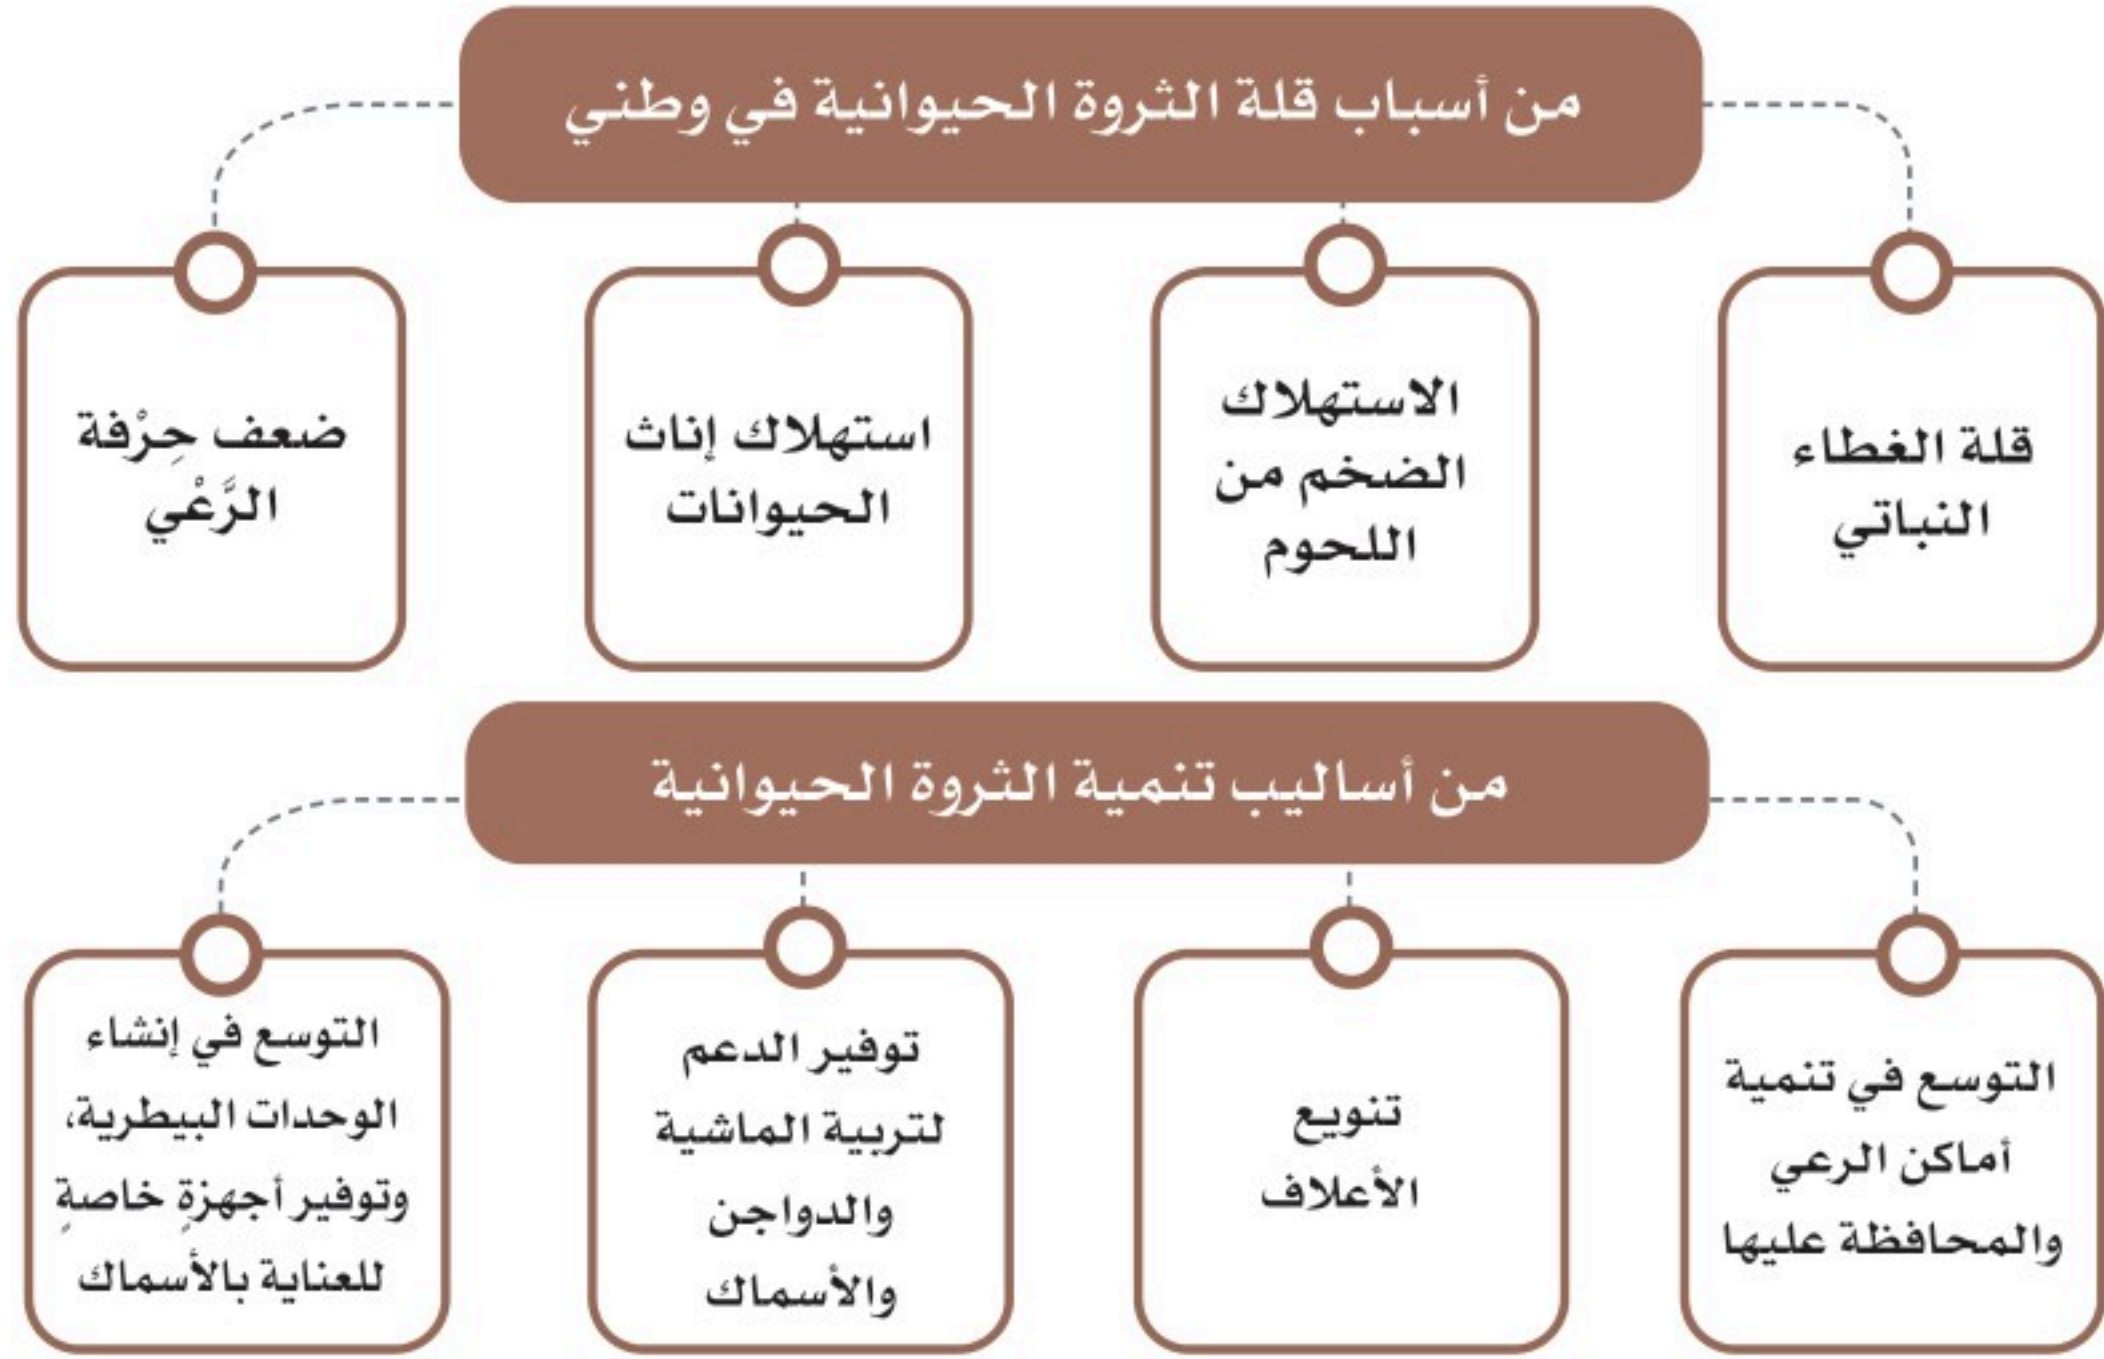 من أسباب قلة الثروة الحيوانية في وطني
قلة الغطاء
النباتي
الاستهلاك
الضخم من
اللحوم
استهلاك إناث
الحيوانات
ضعف حِرْفة
الرَّعْي
من أساليب تنمية الثروة الحيوانية
التوسع في تنمية
أماكن الرعي
والمحافظة عليها
تنويع
الأعلاف
توفير الدعم
لتربية الماشية
والدواجن
والأسماك
التوسع في إنشاء
الوحدات البيطرية،
وتوفير أجهزةٍ خاصةٍ
للعناية بالأسماك